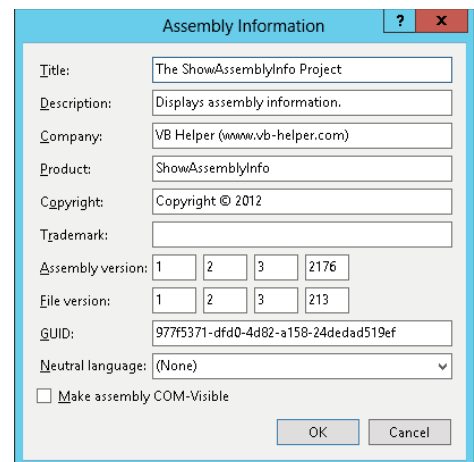 Assembly Information
? x
Title: The ShowAssemblyInfo Project
Description: Displays assembly information.
Company: VB Helper (www.vb-helper.com)
Product: ShowAssemblyInfo
Copyright: Copyright © 2012
Trademark:
Assembly version: 1 2 3 2176
File version: 1 2 3 213
GUID: 977f5371-dfd0-4d82-a158-24dedad519ef
Neutral language: (None)
Make assembly COM-Visible
OK Cancel